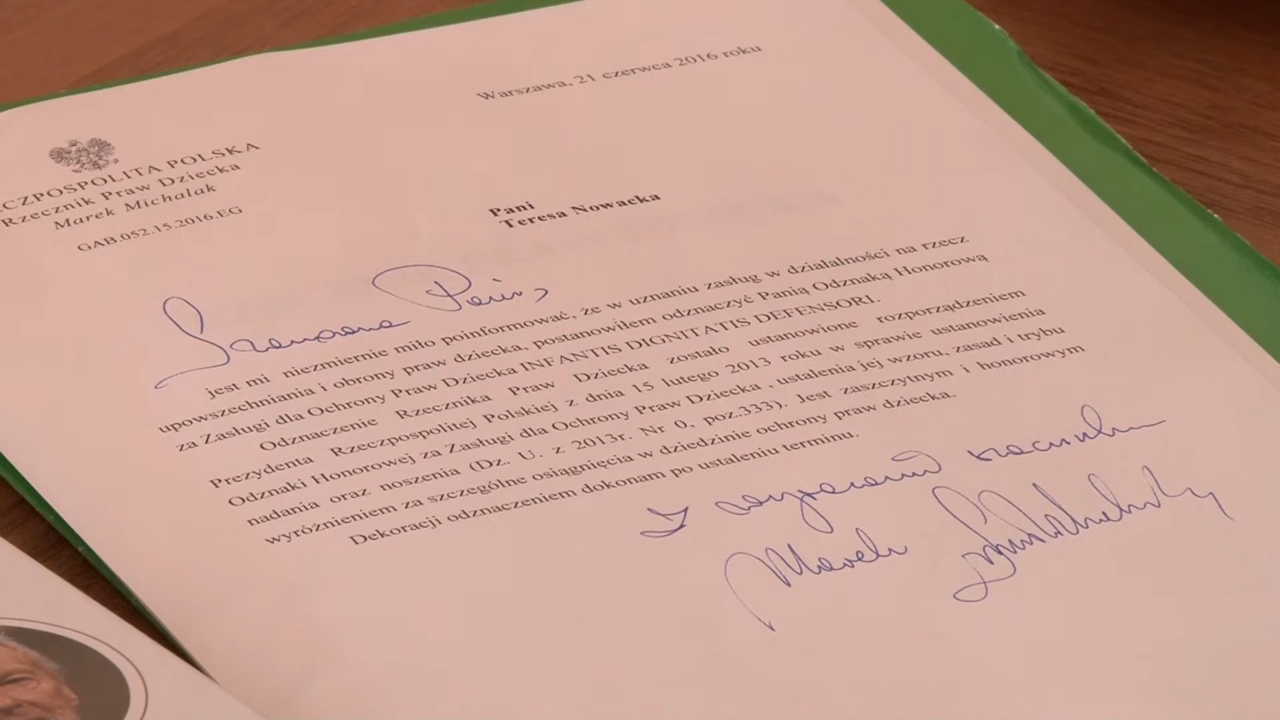 Warszawa, 21 czerwca 2016 roku
CZPOSPOLITA POLSKA
Rzecznik Praw Dziecka
Marek Michalak
GAB.052.15.2016.EG
Pani
Teresa Nowacka
Szanowna Pani,
jest mi niezmiernie miło poinformować, że w uznaniu zasług w działalności na rzecz
upowszechniania i obrony praw dziecka, postanowiłem odznaczyć Panią Odznaką Honorową
za Zasługi dla Ochrony Praw Dziecka INFANTIS DIGNITATIS DEFENSORI.
Odznaczenie Rzecznika Praw Dziecka zostało ustanowione rozporządzeniem
Prezydenta Rzeczpospolitej Polskiej z dnia 15 lutego 2013 roku w sprawie ustanowienia
Odznaki Honorowej za Zasługi dla Ochrony Praw Dziecka , ustalenia jej wzoru, zasad i trybu
nadania oraz noszenia (Dz. U. z 2013r. Nr 0, poz.333). Jest zaszczytnym i honorowym
wyróżnieniem za szczególne osiągnięcia w dziedzinie ochrony praw dziecka.
Dekoracji odznaczeniem dokonam po ustaleniu terminu.
Z wyrazami szacunku
Marek Michalak